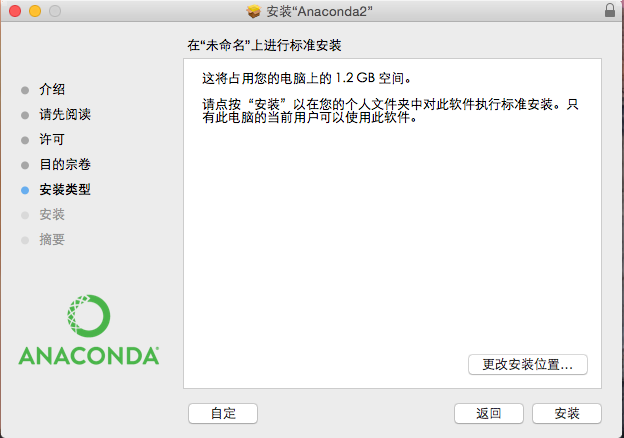 安装“Anaconda2”
在“未命名”上进行标准安装
介绍
请先阅读
许可
目的宗卷
安装类型
安装
摘要
这将占用您的电脑上的 1.2 GB 空间。
请点按“安装”以在您的个人文件夹中对此软件执行标准安装。只
有此电脑的当前用户可以使用此软件。
ANACONDA
更改安装位置...
自定
返回
安装